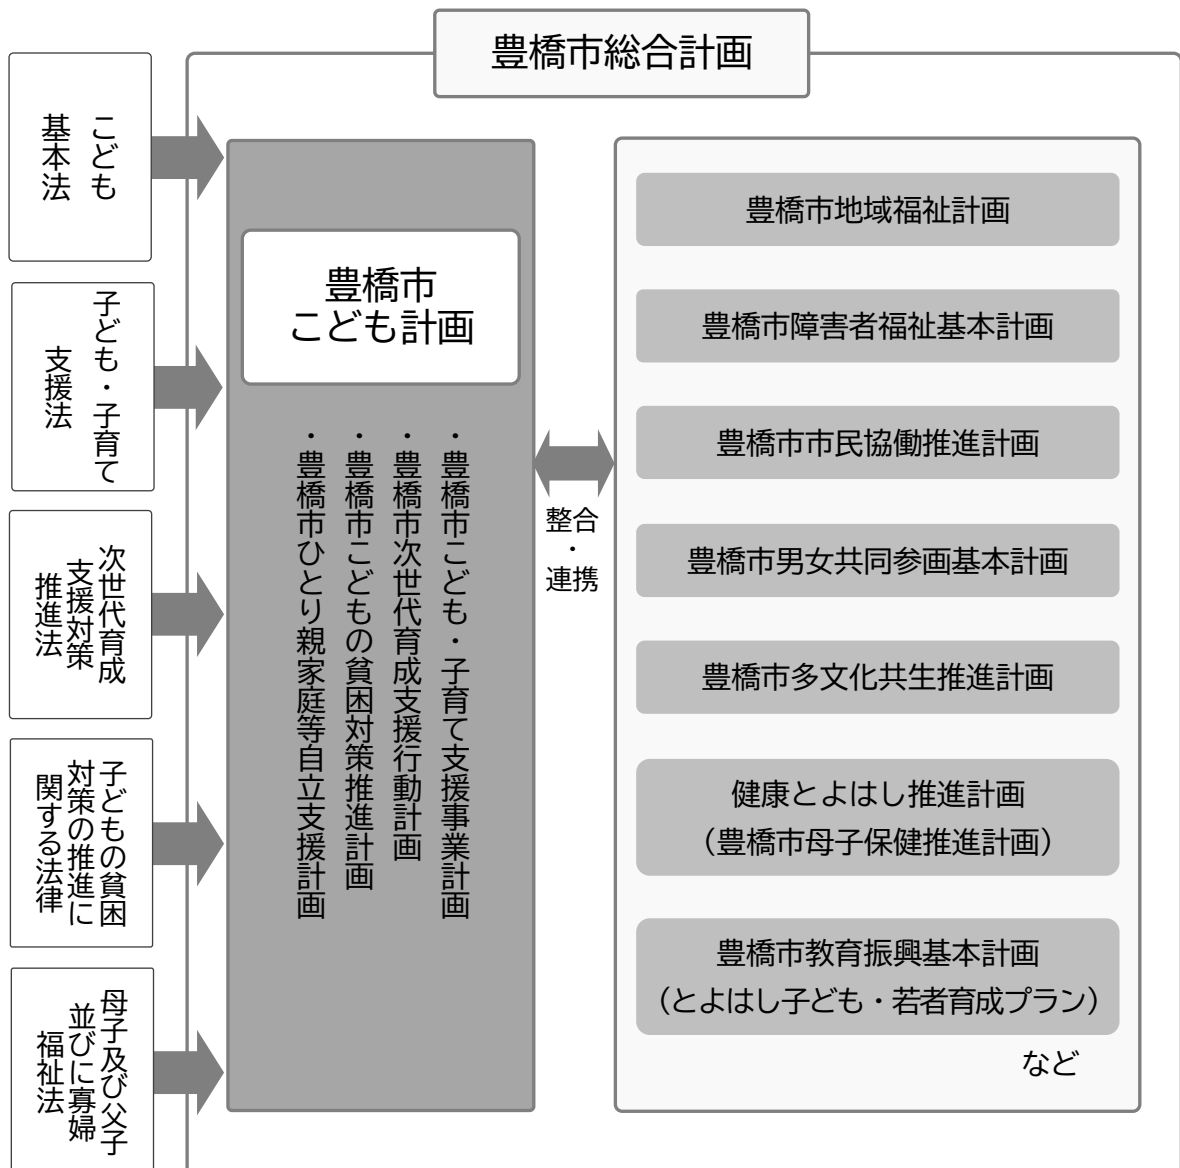 豊橋市総合計画
こども
基本法
子ども・子育て
支援法
次世代育成
支援対策
推進法
子どもの貧困
対策の推進に
関する法律
母子及び父子
並びに寡婦
福祉法
豊橋市
こども計画
・豊橋市こども・子育て支援事業計画
・豊橋市次世代育成支援行動計画
・豊橋市こどもの貧困対策推進計画
・豊橋市ひとり親家庭等自立支援計画
整合
・
連携
豊橋市地域福祉計画
豊橋市障害者福祉基本計画
豊橋市市民協働推進計画
豊橋市男女共同参画基本計画
豊橋市多文化共生推進計画
健康とよはし推進計画
（豊橋市母子保健推進計画）
豊橋市教育振興基本計画
（とよはし子ども・若者育成プラン）
など